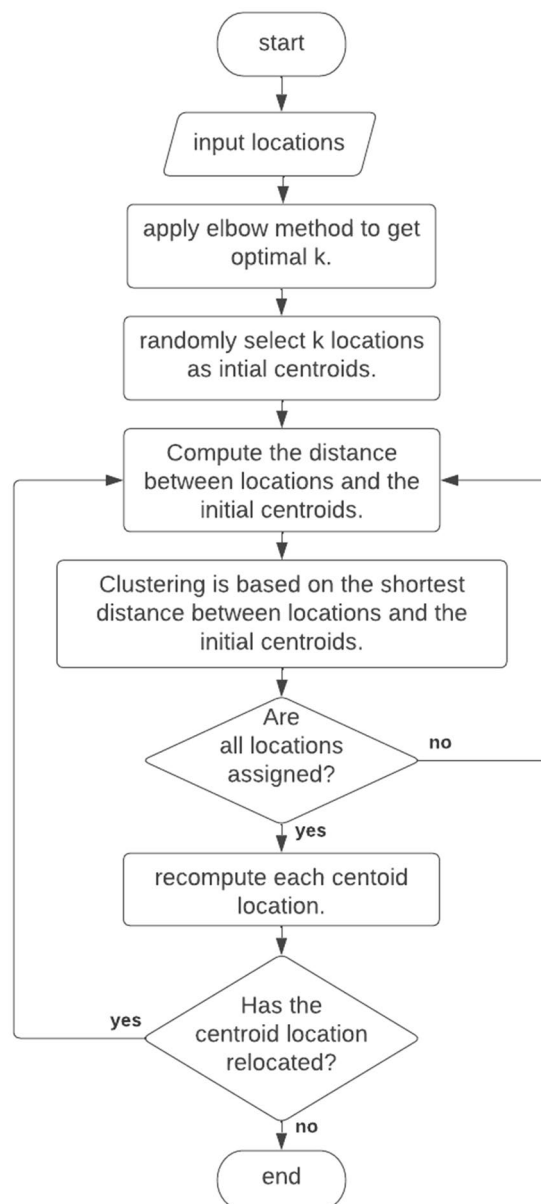 start
input locations
apply elbow method to get
optimal k.
randomly select k locations
as intial centroids.
Compute the distance
between locations and the
initial centroids.
Clustering is based on the shortest
distance between locations and the
initial centroids.
Are
all locations
assigned?
no
yes
recompute each centoid
location.
Has the
centroid location
relocated?
yes
no
end